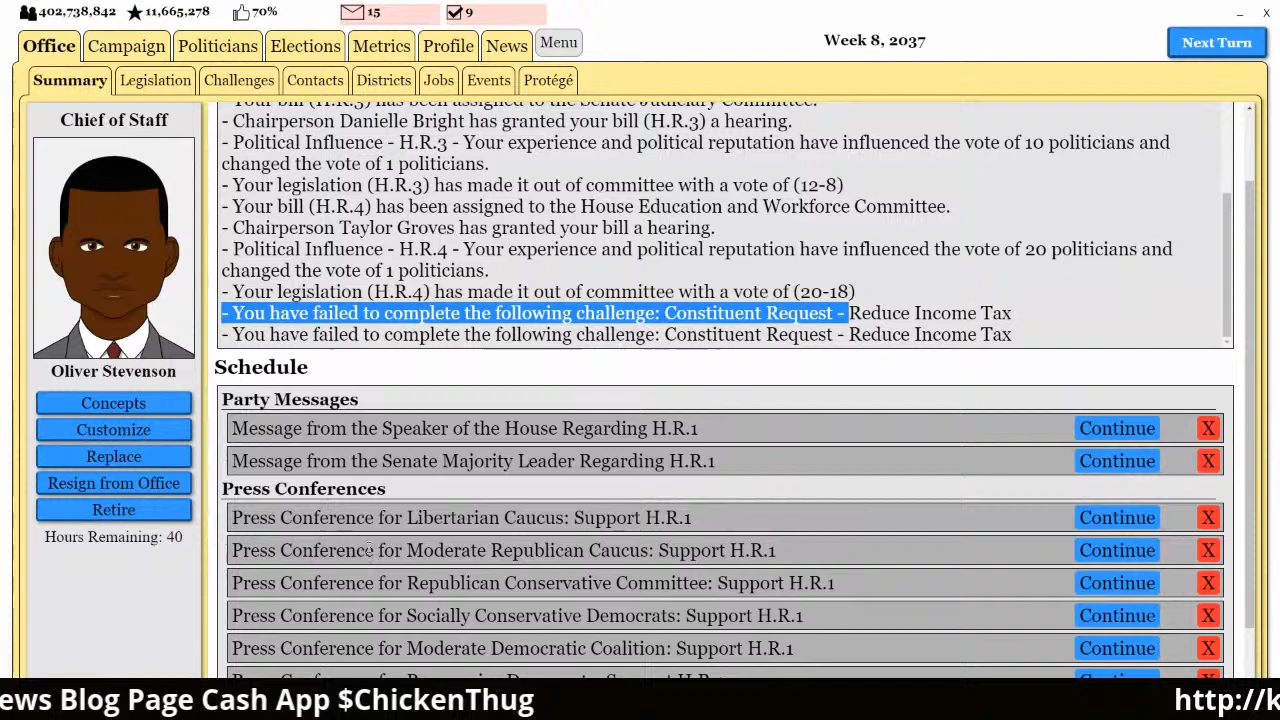 402,738,842 11,665,278 70% 15 9
_ X
Office Campaign Politicians Elections Metrics Profile News Menu
Week 8, 2037
Next Turn
Summary Legislation Challenges Contacts Districts Jobs Events Protégé
Chief of Staff
Oliver Stevenson
Concepts
Customize
Replace
Resign from Office
Retire
Hours Remaining: 40
- Your bill (H.R.3) has been assigned to the Senate Judiciary Committee.
- Chairperson Danielle Bright has granted your bill (H.R.3) a hearing.
- Political Influence - H.R.3 - Your experience and political reputation have influenced the vote of 10 politicians and
changed the vote of 1 politicians.
- Your legislation (H.R.3) has made it out of committee with a vote of (12-8)
- Your bill (H.R.4) has been assigned to the House Education and Workforce Committee.
- Chairperson Taylor Groves has granted your bill a hearing.
- Political Influence - H.R.4 - Your experience and political reputation have influenced the vote of 20 politicians and
changed the vote of 1 politicians.
- Your legislation (H.R.4) has made it out of committee with a vote of (20-18)
- You have failed to complete the following challenge: Constituent Request - Reduce Income Tax
- You have failed to complete the following challenge: Constituent Request - Reduce Income Tax
Schedule
Party Messages
Message from the Speaker of the House Regarding H.R.1 Continue X
Message from the Senate Majority Leader Regarding H.R.1 Continue X
Press Conferences
Press Conference for Libertarian Caucus: Support H.R.1 Continue X
Press Conference for Moderate Republican Caucus: Support H.R.1 Continue X
Press Conference for Republican Conservative Committee: Support H.R.1 Continue X
Press Conference for Socially Conservative Democrats: Support H.R.1 Continue X
Press Conference for Moderate Democratic Coalition: Support H.R.1 Continue X
ews Blog Page Cash App $ChickenThug http://k